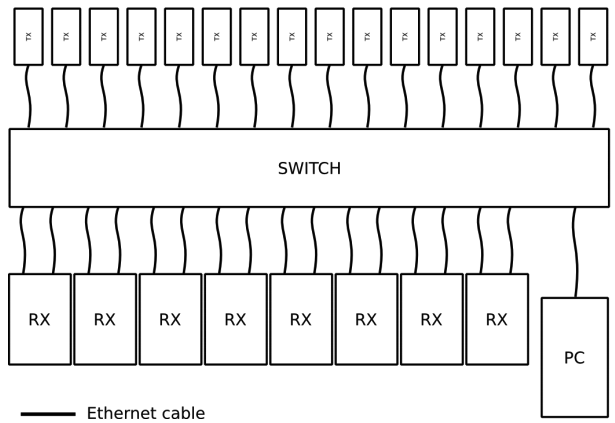 TX TX TX TX TX TX TX TX TX TX TX TX TX TX TX TX
SWITCH
RX RX RX RX RX RX RX RX
PC
Ethernet cable